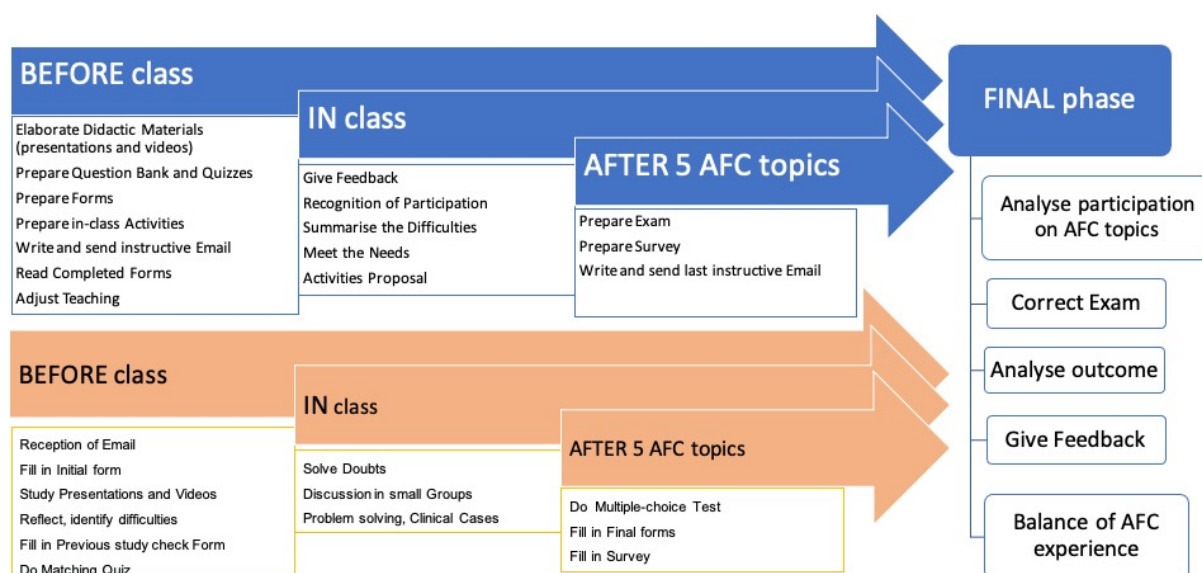 BEFORE class
Elaborate Didactic Materials
(presentations and videos)
Prepare Question Bank and Quizzes
Prepare Forms
Prepare in-class Activities
Write and send instructive Email
Read Completed Forms
Adjust Teaching
IN class
Give Feedback
Recognition of Participation
Summarise the Difficulties
Meet the Needs
Activities Proposal
AFTER 5 AFC topics
Prepare Exam
Prepare Survey
Write and send last instructive Email
BEFORE class
Reception of Email
Fill in Initial form
Study Presentations and Videos
Reflect, identify difficulties
Fill in Previous study check Form
Do Matching Quiz
IN class
Solve Doubts
Discussion in small Groups
Problem solving, Clinical Cases
AFTER 5 AFC topics
Do Multiple-choice Test
Fill in Final forms
Fill in Survey
FINAL phase
Analyse participation
on AFC topics
Correct Exam
Analyse outcome
Give Feedback
Balance of AFC
experience